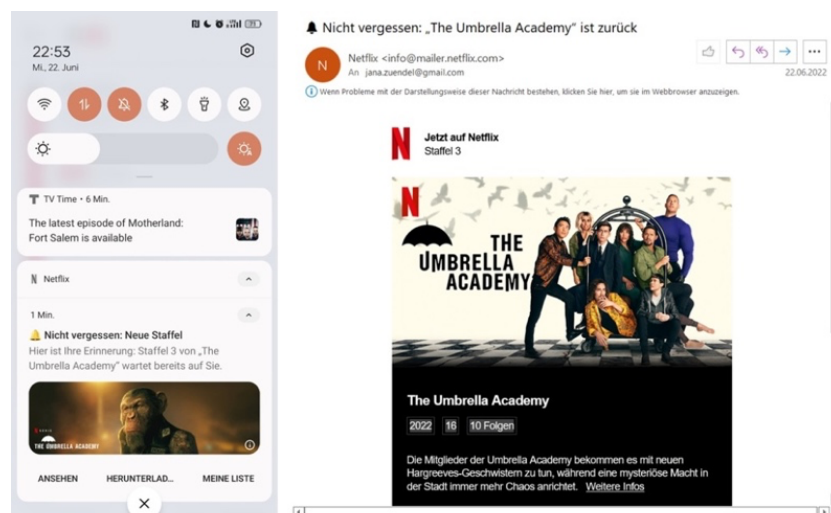 22:53
Mi., 22. Juni
TV Time • 6 Min.
The latest episode of Motherland:
Fort Salem is available
Netflix
1 Min.
🔔 Nicht vergessen: Neue Staffel
Hier ist Ihre Erinnerung: Staffel 3 von „The
Umbrella Academy" wartet bereits auf Sie.
THE UMBRELLA ACADEMY
ANSEHEN HERUNTERLAD... MEINE LISTE
🔔 Nicht vergessen: „The Umbrella Academy" ist zurück
N
Netflix <info@mailer.netflix.com>
An jana.zuendel@gmail.com
22.06.2022
Wenn Probleme mit der Darstellungsweise dieser Nachricht bestehen, klicken Sie hier, um sie im Webbrowser anzuzeigen.
N
Jetzt auf Netflix
Staffel 3
N
THE
UMBRELLA
ACADEMY
The Umbrella Academy
2022 16 10 Folgen
Die Mitglieder der Umbrella Academy bekommen es mit neuen
Hargreeves-Geschwistern zu tun, während eine mysteriöse Macht in
der Stadt immer mehr Chaos anrichtet. Weitere Infos